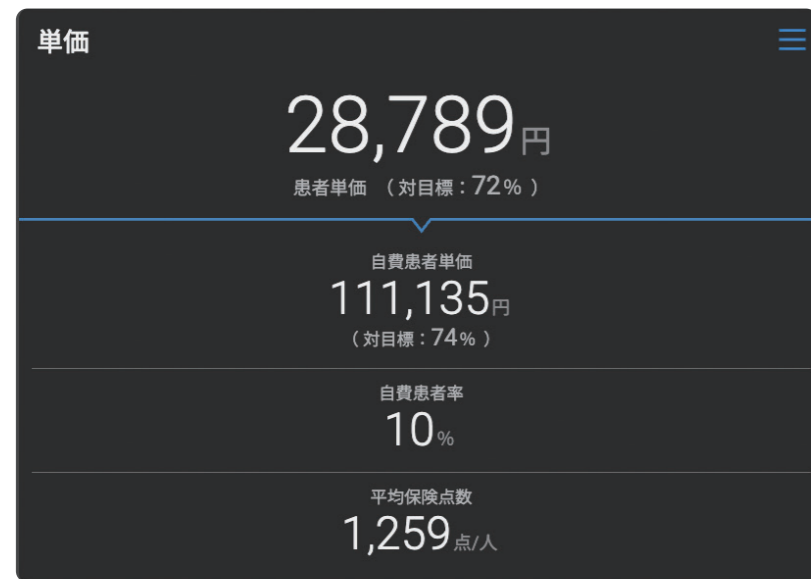 単価
28,789円
患者単価 （対目標：72%）
自費患者単価
111,135円
（対目標：74%）
自費患者率
10%
平均保険点数
1,259点/人